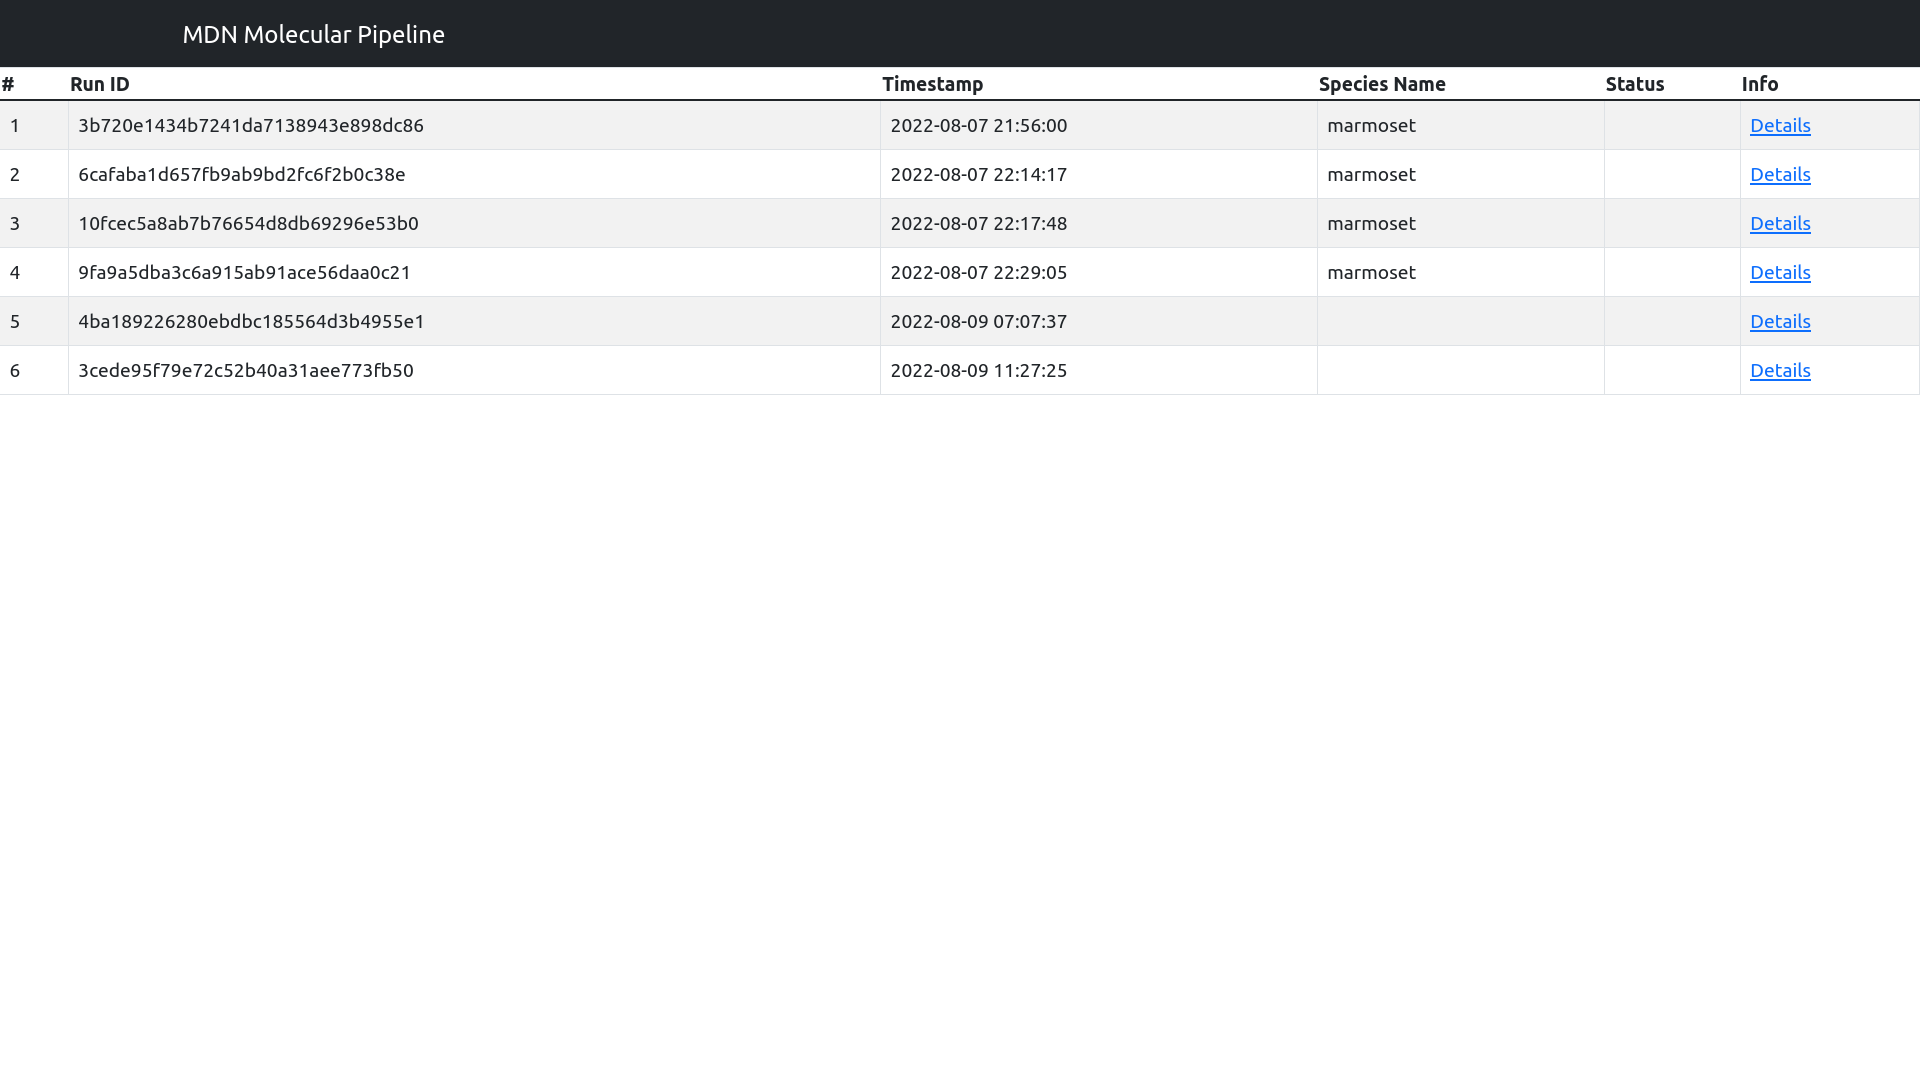 MDN Molecular Pipeline
# Run ID Timestamp Species Name Status Info
1 3b720e1434b7241da7138943e898dc86 2022-08-07 21:56:00 marmoset Details
2 6cafaba1d657fb9ab9bd2fc6f2b0c38e 2022-08-07 22:14:17 marmoset Details
3 10fcec5a8ab7b76654d8db69296e53b0 2022-08-07 22:17:48 marmoset Details
4 9fa9a5dba3c6a915ab91ace56daa0c21 2022-08-07 22:29:05 marmoset Details
5 4ba189226280ebdbc185564d3b4955e1 2022-08-09 07:07:37 Details
6 3cede95f79e72c52b40a31aee773fb50 2022-08-09 11:27:25 Details